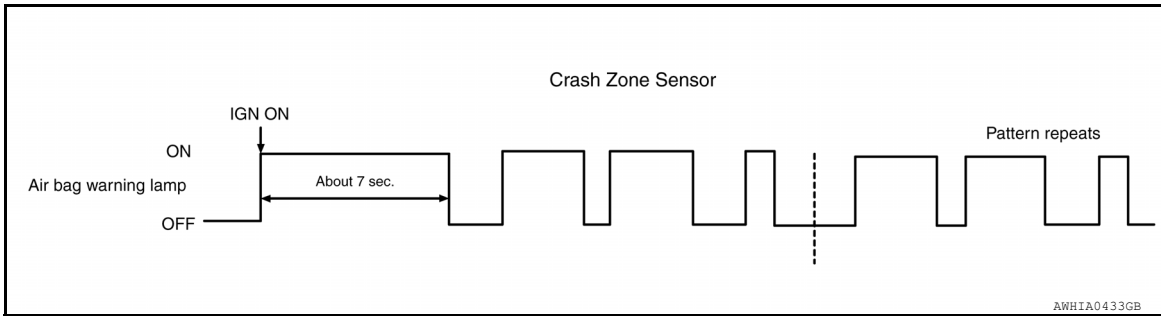 Crash Zone Sensor
IGN ON
Pattern repeats
ON
About 7 sec.
Air bag warning lamp
OFF
AWHIA0433GB